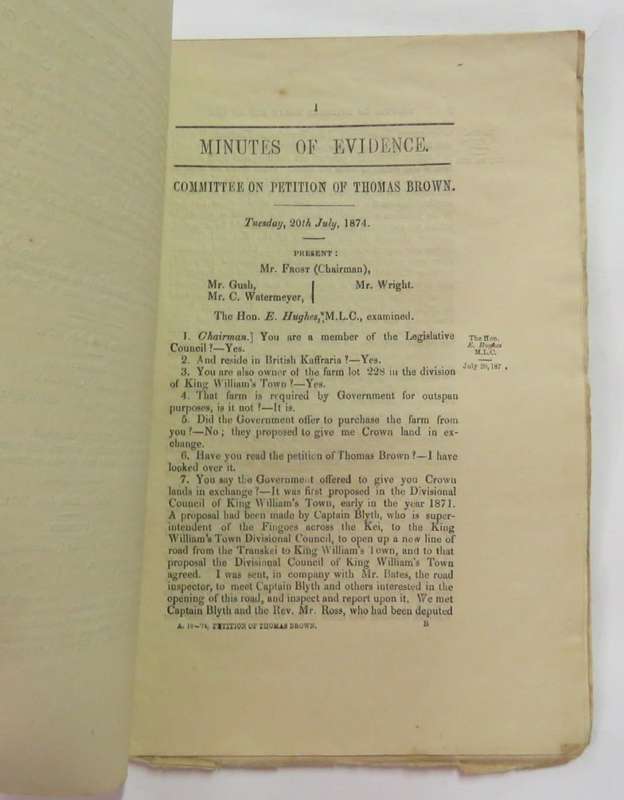 1
MINUTES OF EVIDENCE.
COMMITTEE ON PETITION OF THOMAS BROWN.
Tuesday, 20th July, 1874.
PRESENT:
Mr. FROST (Chairman),
Mr. Gush,
Mr. C. Watermeyer,
Mr. Wright.
The Hon. E. Hughes, M.L.C., examined.
1. Chairman.] You are a member of the Legislative
Council?—Yes.
2. And reside in British Kaffraria?—Yes.
3. You are also owner of the farm lot 228 in the division
of King William's Town?—Yes.
4. That farm is required by Government for outspan
purposes, is it not?—It is.
5. Did the Government offer to purchase the farm from
you?—No; they proposed to give me Crown land in ex-
change.
6. Have you read the petition of Thomas Brown?—I have
looked over it.
7. You say the Government offered to give you Crown
lands in exchange?—It was first proposed in the Divisional
Council of King William's Town, early in the year 1871.
A proposal had been made by Captain Blyth, who is super-
intendent of the Fingoes across the Kei, to the King
William's Town Divisional Council, to open up a new line of
road from the Transkei to King William's Town, and to that
proposal the Divisional Council of King William's Town
agreed. I was sent, in company with Mr. Bates, the road
inspector, to meet Captain Blyth and others interested in the
opening of this road, and inspect and report upon it. We met
Captain Blyth and the Rev. Mr. Ross, who had been deputed
The Hon.
E. Hughes
M.L.C.
July 20, 187
PETITION OF THOMAS BROWN.
B